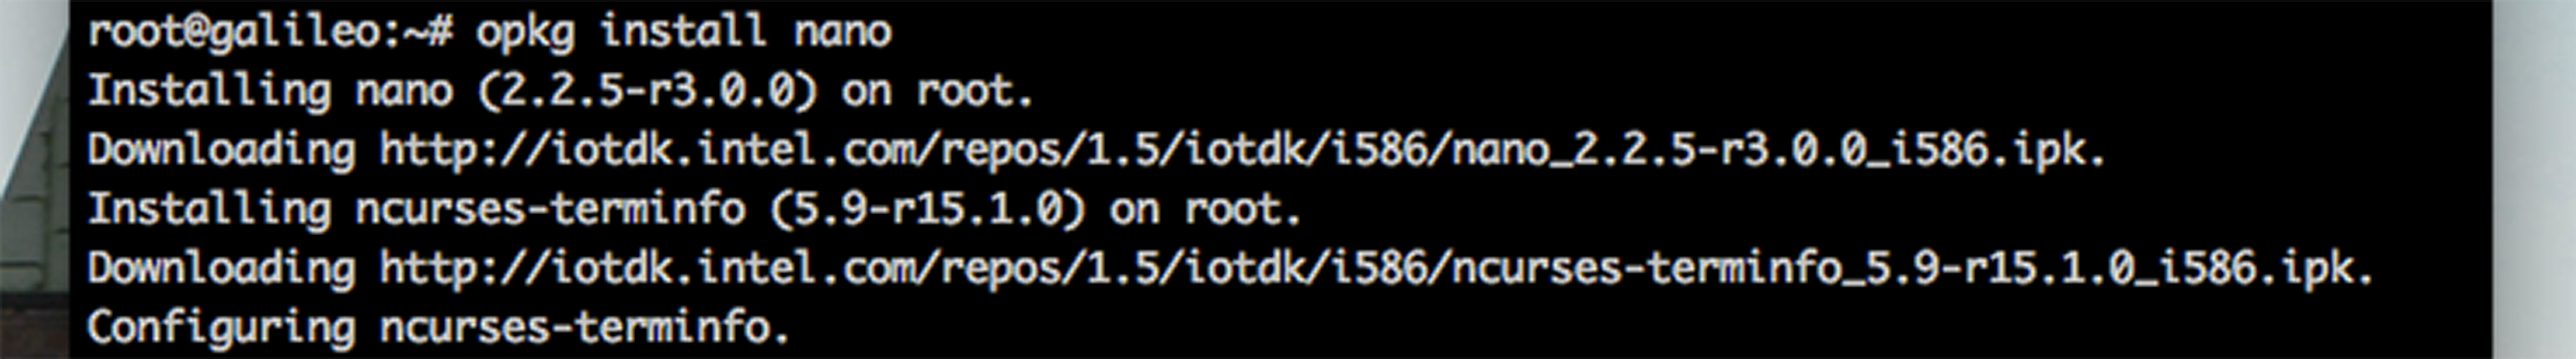 root@galileo:~# opkg install nano
Installing nano (2.2.5-r3.0.0) on root.
Downloading http://iotdk.intel.com/repos/1.5/iotdk/i586/nano_2.2.5-r3.0.0_i586.ipk.
Installing ncurses-terminfo (5.9-r15.1.0) on root.
Downloading http://iotdk.intel.com/repos/1.5/iotdk/i586/ncurses-terminfo_5.9-r15.1.0_i586.ipk.
Configuring ncurses-terminfo.